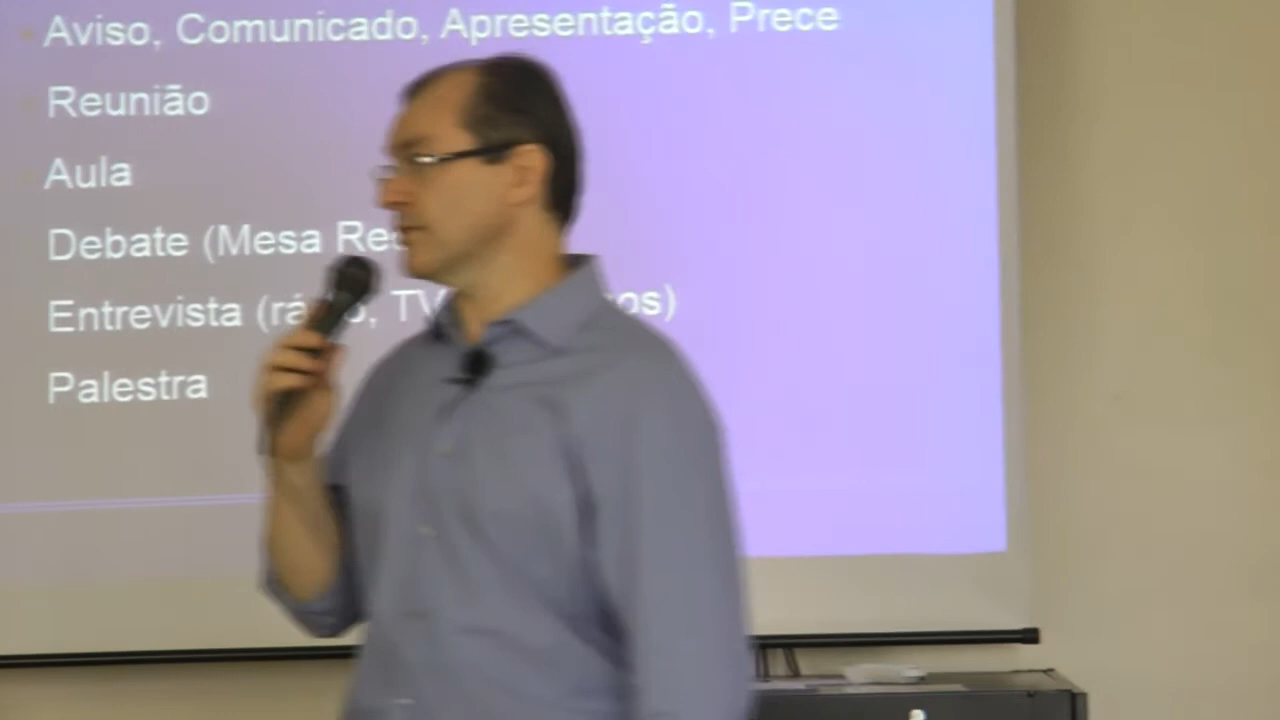 Aviso, Comunicado, Apresentação, Prece
Reunião
Aula
Debate (Mesa
Entrevista
Palestra